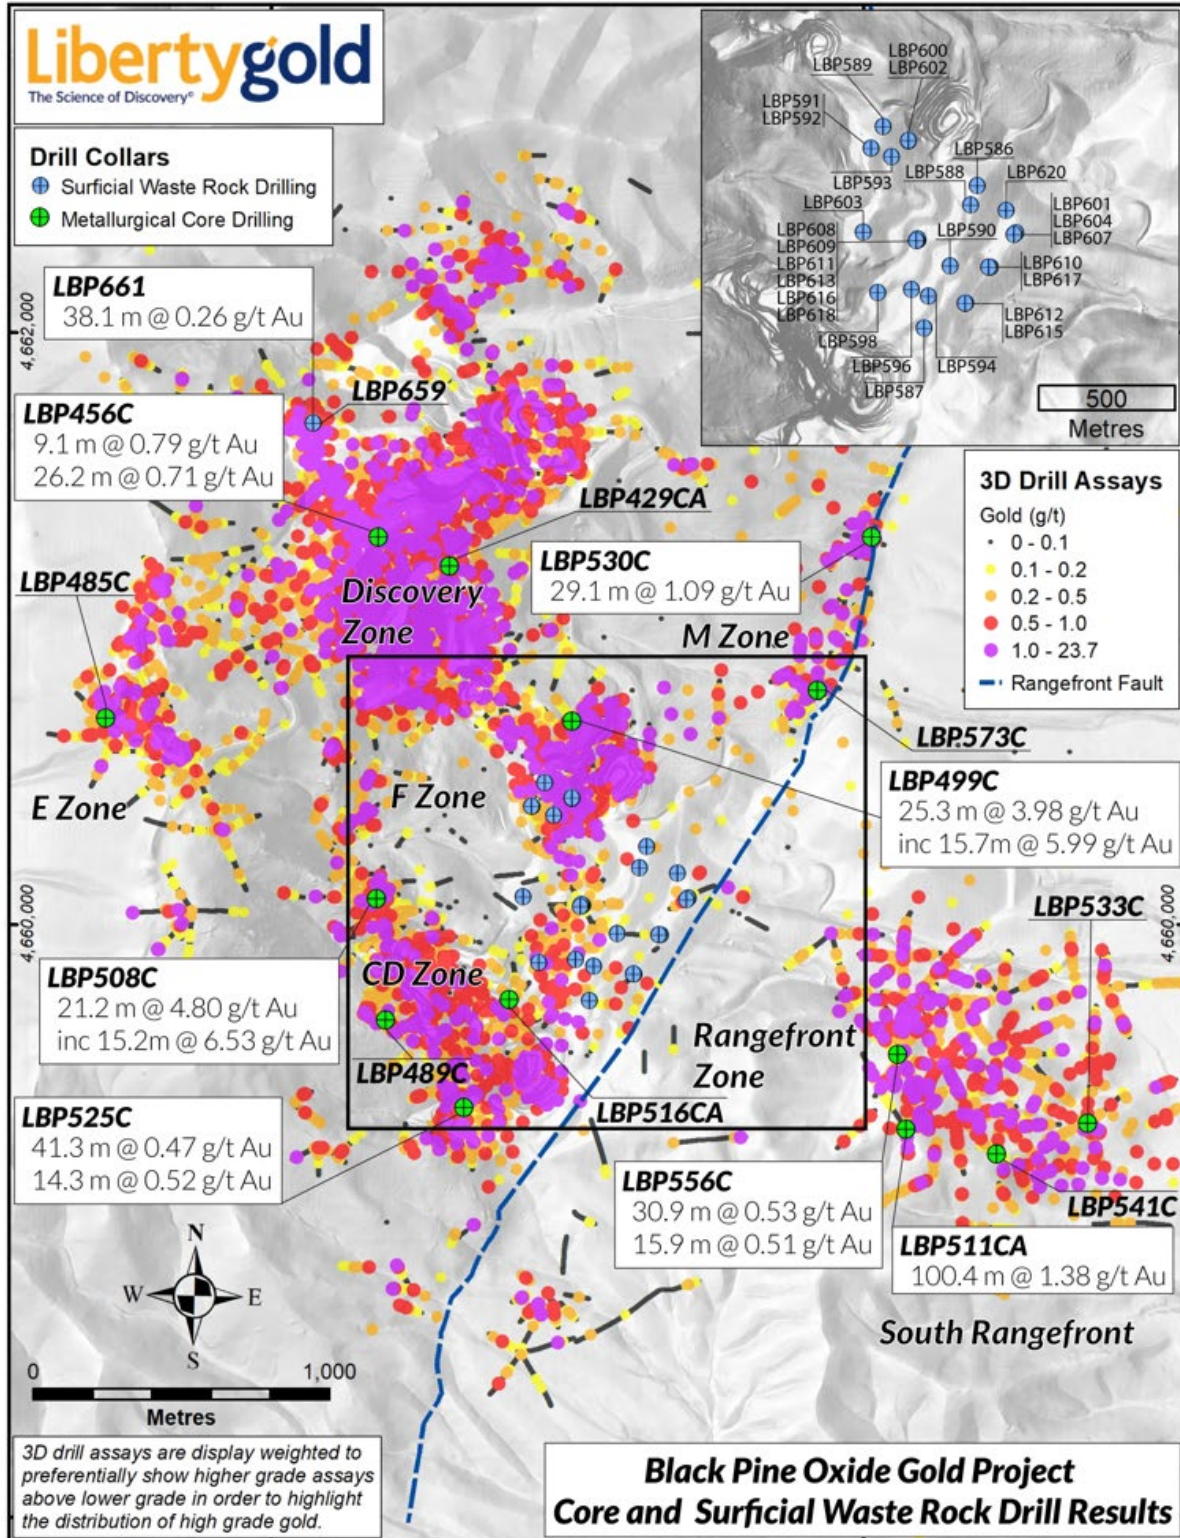 Libertygold
The Science of Discovery©
Drill Collars
Surficial Waste Rock Drilling
Metallurgical Core Drilling
LBP589
LBP600
LBP602
LBP591
LBP592
LBP593
LBP586
LBP588
LBP620
LBP603
LBP601
LBP604
LBP607
LBP608
LBP609
LBP611
LBP613
LBP616
LBP618
LBP590
LBP610
LBP617
LBP612
LBP615
LBP598
LBP596
LBP594
LBP587
500
Metres
LBP661
38.1 m @ 0.26 g/t Au
4,662,000
LBP659
LBP456C
9.1 m @ 0.79 g/t Au
26.2 m @ 0.71 g/t Au
LBP429CA
3D Drill Assays
Gold (g/t)
0 - 0.1
0.1 - 0.2
0.2 - 0.5
0.5 - 1.0
1.0 - 23.7
Rangefront Fault
LBP530C
29.1 m @ 1.09 g/t Au
LBP485C
Discovery
Zone
M Zone
LBP573C
LBP499C
25.3 m @ 3.98 g/t Au
inc 15.7m @ 5.99 g/t Au
F Zone
E Zone
4,660,000
4,660,000
LBP533C
LBP508C
21.2 m @ 4.80 g/t Au
inc 15.2m @ 6.53 g/t Au
CD Zone
Rangefront
Zone
LBP489C
LBP516CA
LBP525C
41.3 m @ 0.47 g/t Au
14.3 m @ 0.52 g/t Au
LBP556C
30.9 m @ 0.53 g/t Au
15.9 m @ 0.51 g/t Au
LBP541C
LBP511CA
100.4 m @ 1.38 g/t Au
South Rangefront
N
W
E
S
0
1,000
Metres
3D drill assays are display weighted to
preferentially show higher grade assays
above lower grade in order to highlight
the distribution of high grade gold.
Black Pine Oxide Gold Project
Core and Surficial Waste Rock Drill Results